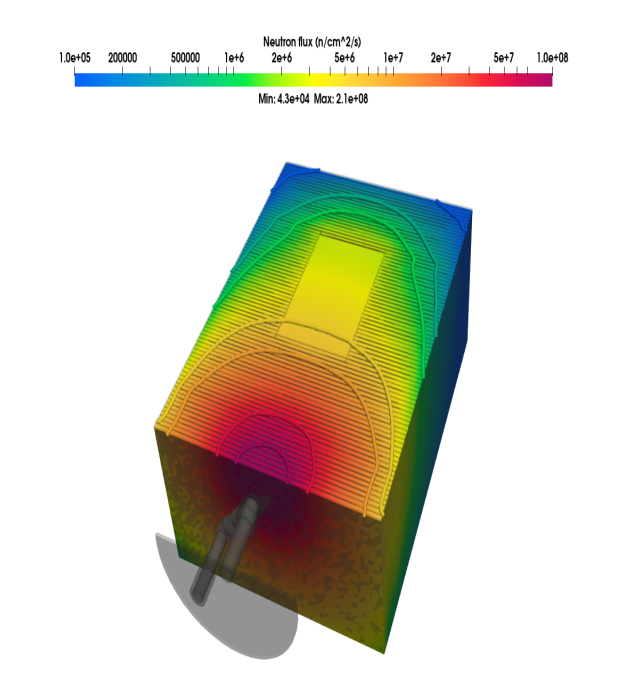 Neutron flux (n/cm^2/s)
1.0e+05 200000 500000 1e+6 2e+6 5e+6 1e+7 2e+7 5e+7 1.0e+08
Min: 4.3e+04 Max: 2.1e+08